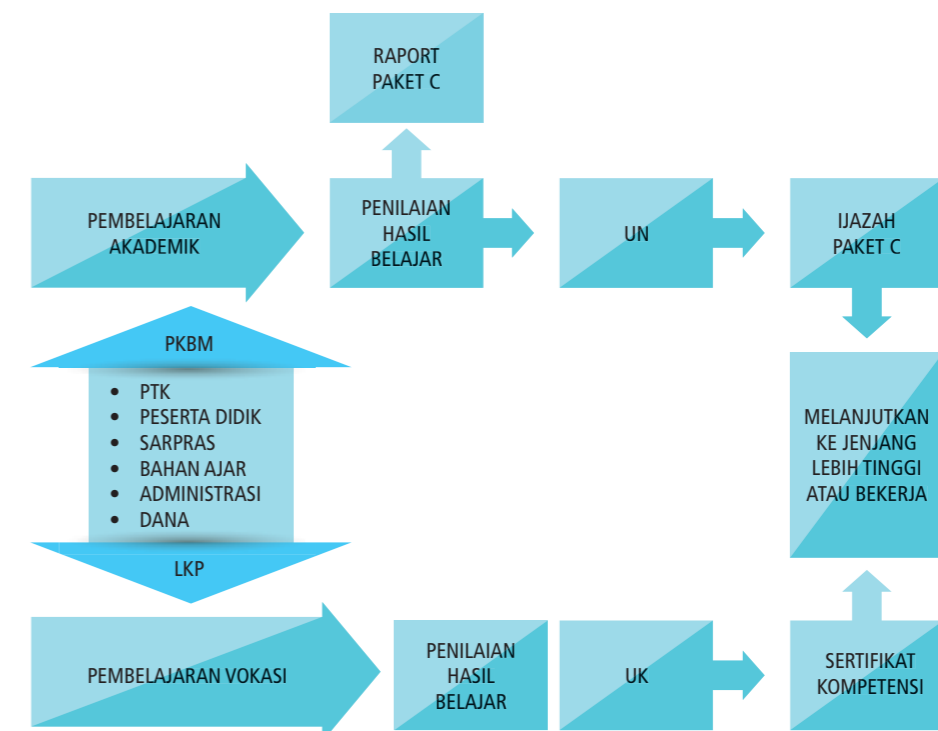 RAPORT
PAKET C
PEMBELAJARAN
AKADEMIK
PENILAIAN
HASIL
BELAJAR
UN
IJAZAH
PAKET C
PKBM
• PTK
• PESERTA DIDIK
• SARPRAS
• BAHAN AJAR
• ADMINISTRASI
• DANA
LKP
MELANJUTKAN
KE JENJANG
LEBIH TINGGI
ATAU BEKERJA
PEMBELAJARAN VOKASI
PENILAIAN
HASIL
BELAJAR
UK
SERTIFIKAT
KOMPETENSI